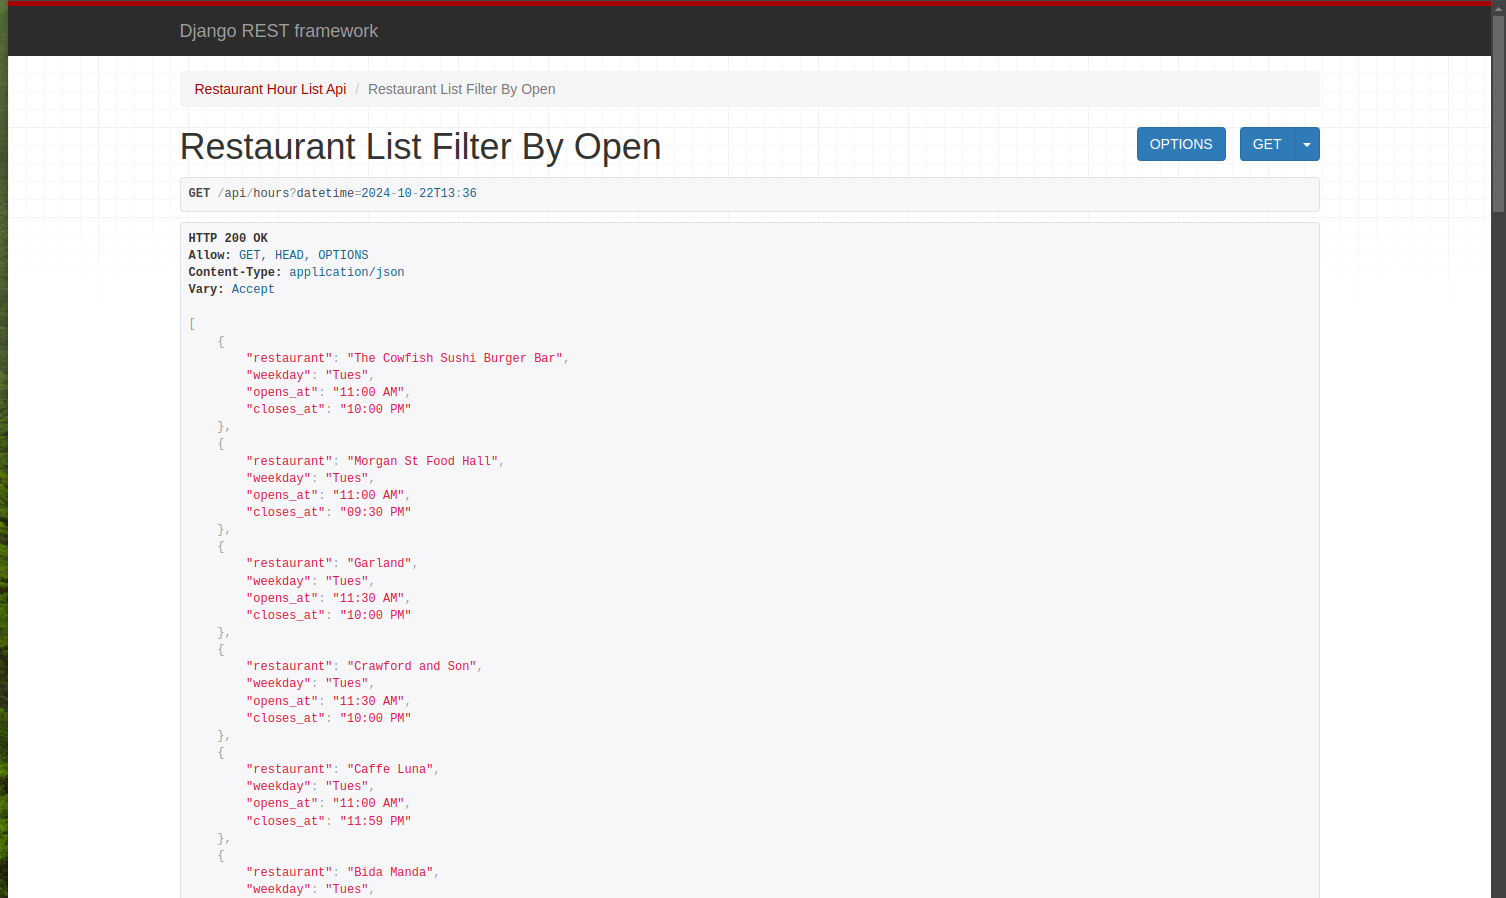 Django REST framework
Restaurant Hour List Api / Restaurant List Filter By Open
Restaurant List Filter By Open
OPTIONS GET
GET /api/hours?datetime=2024-10-22T13:36
HTTP 200 OK
Allow: GET, HEAD, OPTIONS
Content-Type: application/json
Vary: Accept
[
    {
        "restaurant": "The Cowfish Sushi Burger Bar",
        "weekday": "Tues",
        "opens_at": "11:00 AM",
        "closes_at": "10:00 PM"
    },
    {
        "restaurant": "Morgan St Food Hall",
        "weekday": "Tues",
        "opens_at": "11:00 AM",
        "closes_at": "09:30 PM"
    },
    {
        "restaurant": "Garland",
        "weekday": "Tues",
        "opens_at": "11:30 AM",
        "closes_at": "10:00 PM"
    },
    {
        "restaurant": "Crawford and Son",
        "weekday": "Tues",
        "opens_at": "11:30 AM",
        "closes_at": "10:00 PM"
    },
    {
        "restaurant": "Caffe Luna",
        "weekday": "Tues",
        "opens_at": "11:00 AM",
        "closes_at": "11:59 PM"
    },
    {
        "restaurant": "Bida Manda",
        "weekday": "Tues",